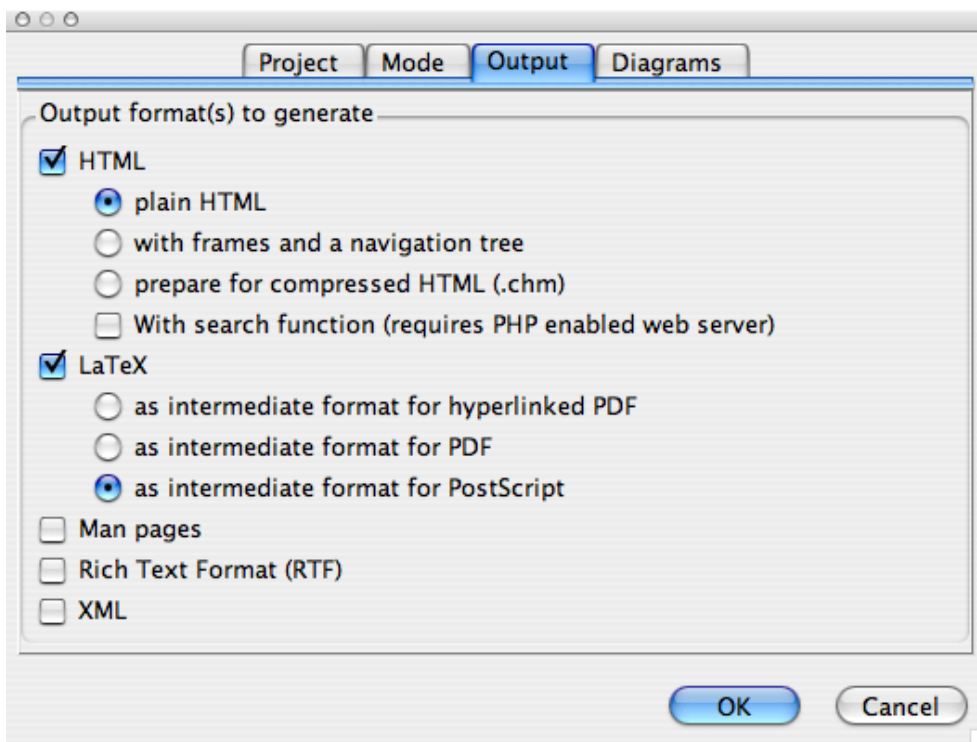 Project Mode Output Diagrams
Output format(s) to generate
HTML
plain HTML
with frames and a navigation tree
prepare for compressed HTML (.chm)
With search function (requires PHP enabled web server)
LaTeX
as intermediate format for hyperlinked PDF
as intermediate format for PDF
as intermediate format for PostScript
Man pages
Rich Text Format (RTF)
XML
OK Cancel